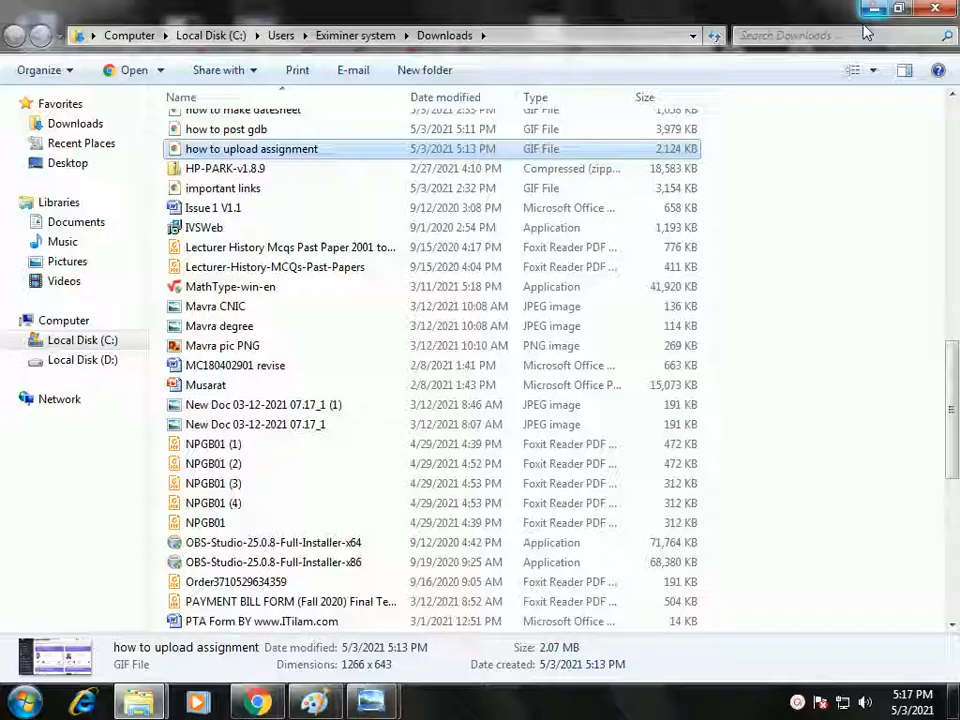 Computer Local Disk (C:) Users Eximiner system Downloads Search Downloads
Organize Open Share with Print E-mail New folder
Name Date modified Type Size
how to make datesheet 5/3/2021 2:53 PM GIF File 1,058 KB
how to post gdb 5/3/2021 5:11 PM GIF File 3,979 KB
how to upload assignment 5/3/2021 5:13 PM GIF File 2,124 KB
HP-PARK-v1.8.9 2/27/2021 4:10 PM Compressed (zipp... 18,583 KB
important links 5/3/2021 2:32 PM GIF File 3,154 KB
Issue 1 V1.1 9/12/2020 3:08 PM Microsoft Office ... 658 KB
IVSWeb 9/12/2020 2:54 PM Application 1,193 KB
Lecturer History Mcqs Past Paper 2001 to... 9/15/2020 4:17 PM Foxit Reader PDF ... 776 KB
Lecturer-History-MCQs-Past-Papers 9/15/2020 4:04 PM Foxit Reader PDF ... 411 KB
MathType-win-en 3/11/2021 5:18 PM Application 41,920 KB
Mavra CNIC 3/12/2021 10:08 AM JPEG image 136 KB
Mavra degree 3/12/2021 10:08 AM JPEG image 114 KB
Mavra pic PNG 3/12/2021 10:10 AM PNG image 269 KB
MC180402901 revise 2/8/2021 1:41 PM Microsoft Office ... 663 KB
Musarat 2/8/2021 1:43 PM Microsoft Office P... 15,073 KB
New Doc 03-12-2021 07.17_1 (1) 3/12/2021 8:46 AM JPEG image 191 KB
New Doc 03-12-2021 07.17_1 3/12/2021 8:07 AM JPEG image 191 KB
NPGB01 (1) 4/29/2021 4:39 PM Foxit Reader PDF ... 472 KB
NPGB01 (2) 4/29/2021 4:52 PM Foxit Reader PDF ... 472 KB
NPGB01 (3) 4/29/2021 4:53 PM Foxit Reader PDF ... 312 KB
NPGB01 (4) 4/29/2021 4:53 PM Foxit Reader PDF ... 312 KB
NPGB01 4/29/2021 4:39 PM Foxit Reader PDF ... 312 KB
OBS-Studio-25.0.8-Full-Installer-x64 9/12/2020 4:42 PM Application 71,764 KB
OBS-Studio-25.0.8-Full-Installer-x86 9/19/2020 9:25 AM Application 68,380 KB
Order3710529634359 9/16/2020 9:05 AM Foxit Reader PDF ... 191 KB
PAYMENT BILL FORM (Fall 2020) Final Te... 3/12/2021 8:52 AM Foxit Reader PDF ... 504 KB
PTA Form BY www.ITilam.com 3/1/2021 12:51 PM Microsoft Office ... 14 KB
Favorites
Downloads
Recent Places
Desktop
Libraries
Documents
Music
Pictures
Videos
Computer
Local Disk (C:)
Local Disk (D:)
Network
how to upload assignment Date modified: 5/3/2021 5:13 PM Size: 2.07 MB
GIF File Dimensions: 1266 x 643 Date created: 5/3/2021 5:13 PM
5:17 PM
5/3/2021